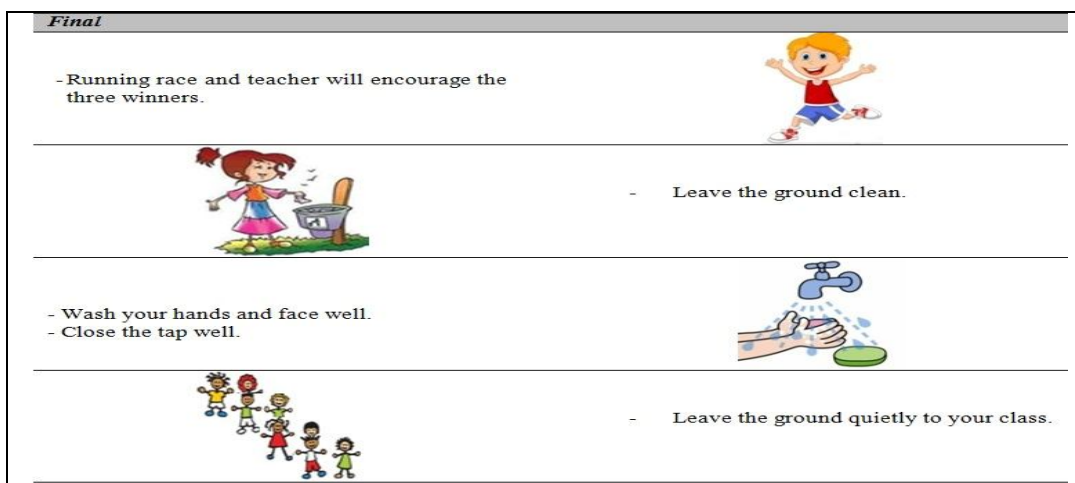 Final
- Running race and teacher will encourage the
three winners.
- Leave the ground clean.
- Wash your hands and face well.
- Close the tap well.
- Leave the ground quietly to your class.